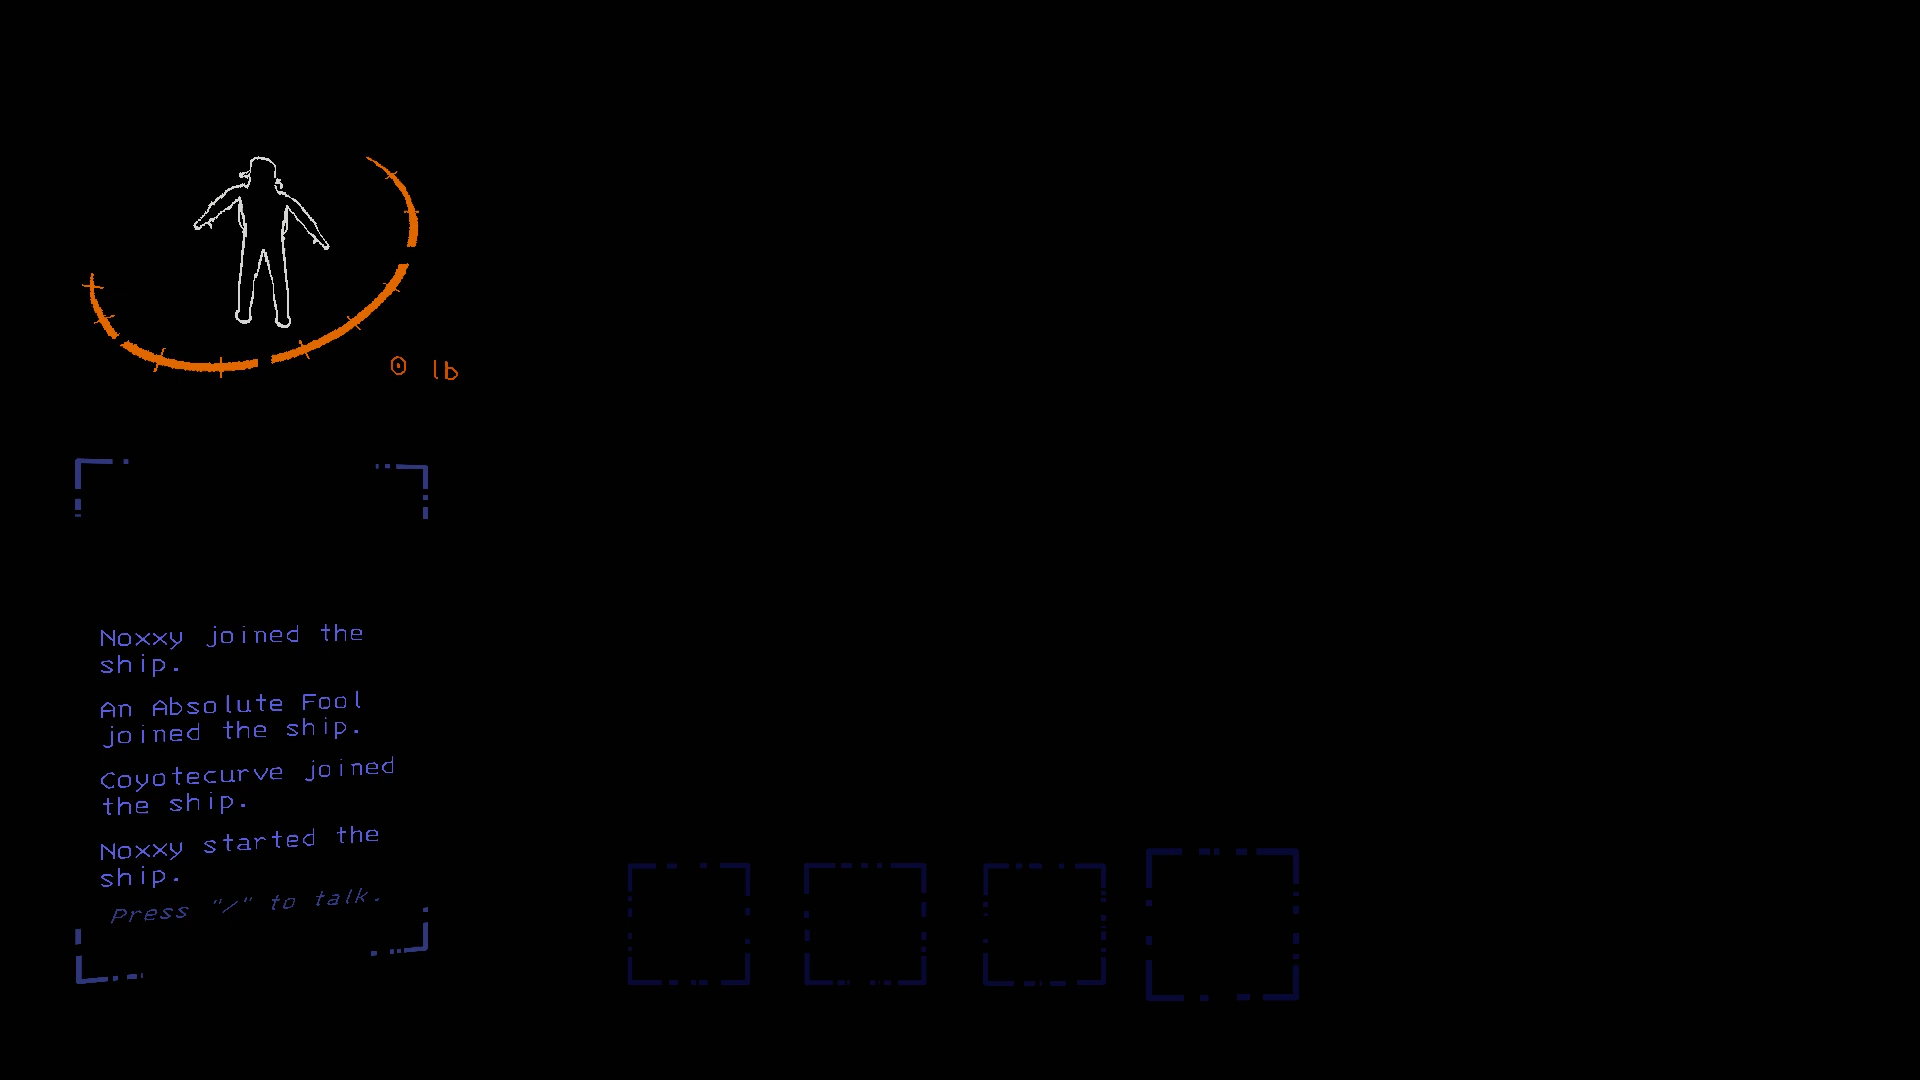 0 lb
Noxxy joined the
ship.
An Absolute Fool
joined the ship.
Coyotecurve joined
the ship.
Noxxy started the
ship.
Press "/" to talk.